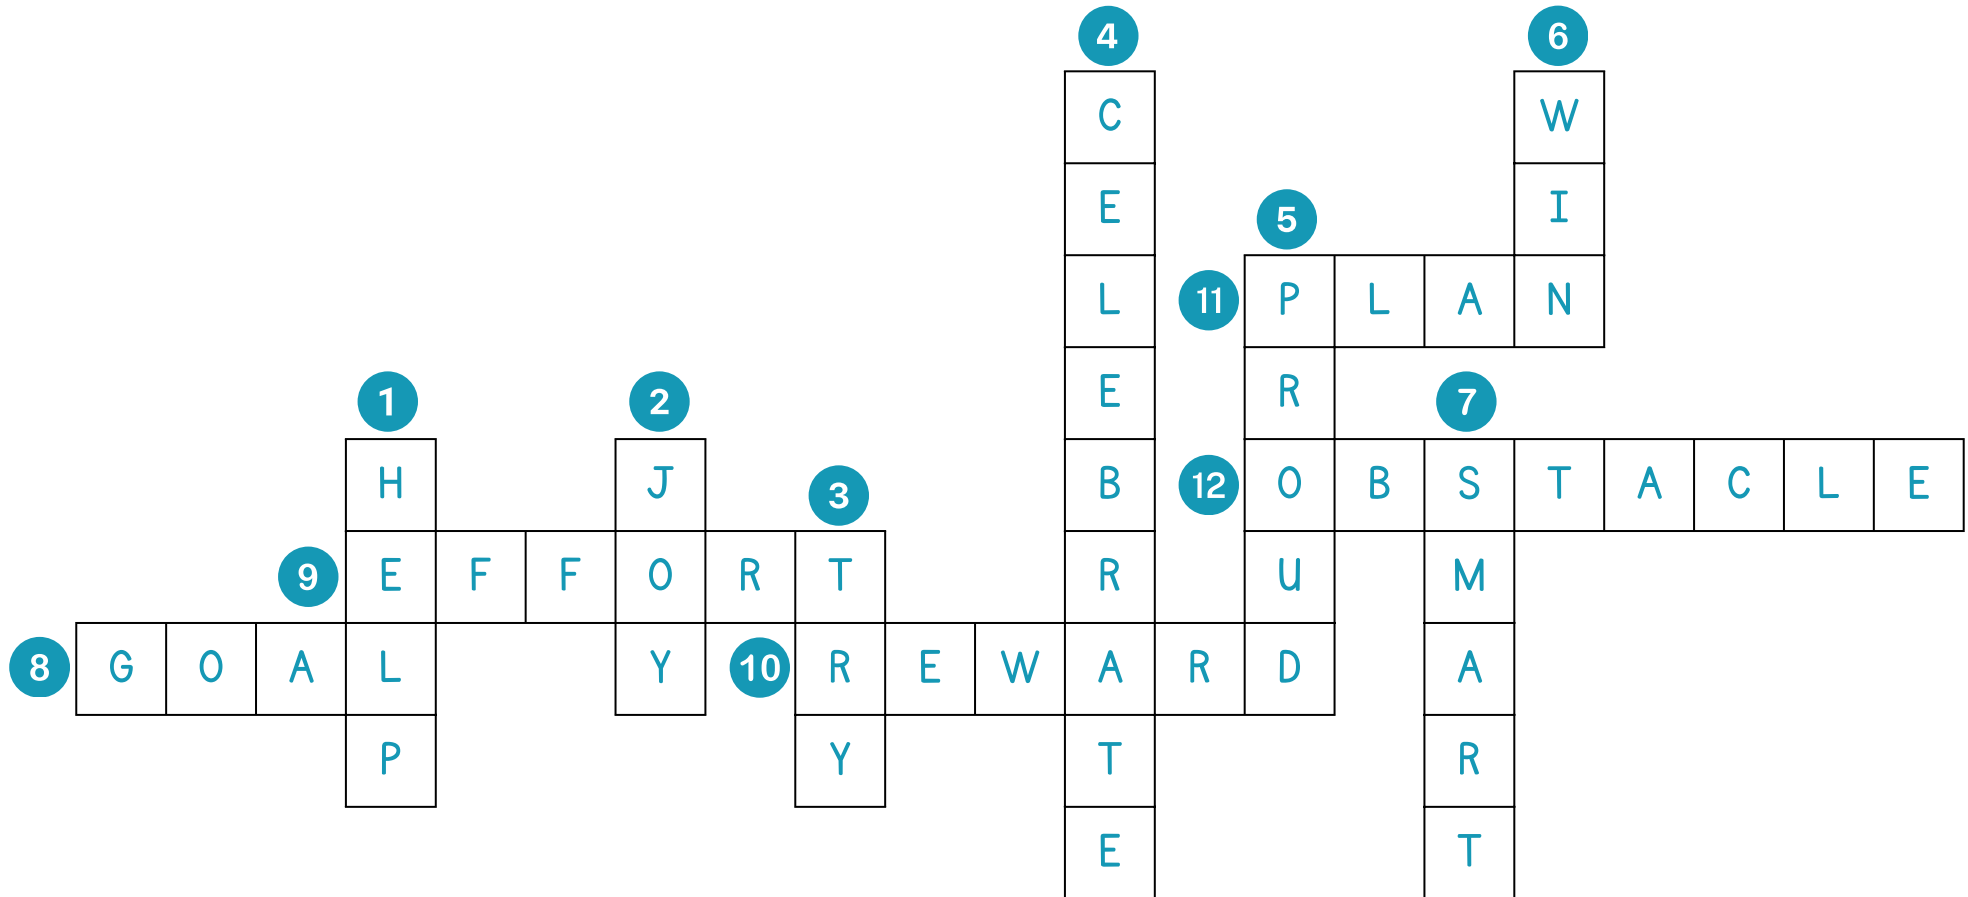 4 6
C W
E I
5
L 11 P L A N
E R
1 2 7
H J B 12 O B S T A C L E
3
9 E F F O R T R U M
8 G O A L Y 10 R E W A R D A
P Y T R
E T